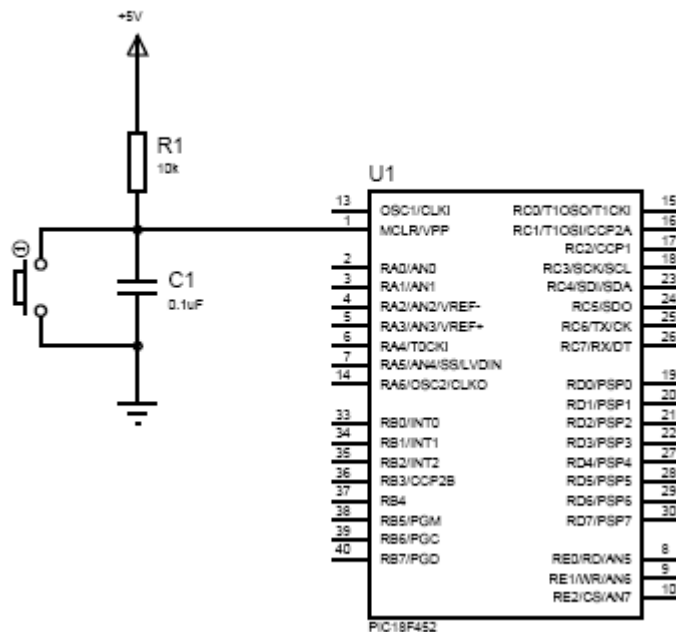 +5V
R1
10k
C1
0.1uF
U1
13 OSC1/CLKI
1 MCLR/VPP
2 RA0/AN0
3 RA1/AN1
4 RA2/AN2/VREF-
5 RA3/AN3/VREF+
6 RA4/T0CKI
7 RA5/AN4/SS/LVDIN
14 RA6/OSC2/CLKO
33 RB0/INT0
34 RB1/INT1
35 RB2/INT2
36 RB3/CCP2B
37 RB4
38 RB5/PGM
39 RB6/PGC
40 RB7/PGD
RC0/T1OSO/T1CKI 15
RC1/T1OSI/CCP2A 16
RC2/CCP1 17
RC3/SCK/SCL 18
RC4/SDI/SDA 23
RC5/SDO 24
RC6/TX/CK 25
RC7/RX/DT 26
RD0/PSP0 19
RD1/PSP1 20
RD2/PSP2 21
RD3/PSP3 22
RD4/PSP4 27
RD5/PSP5 28
RD6/PSP6 29
RD7/PSP7 30
RE0/RD/AN5 8
RE1/WR/AN6 9
RE2/CS/AN7 10
PIC18F452